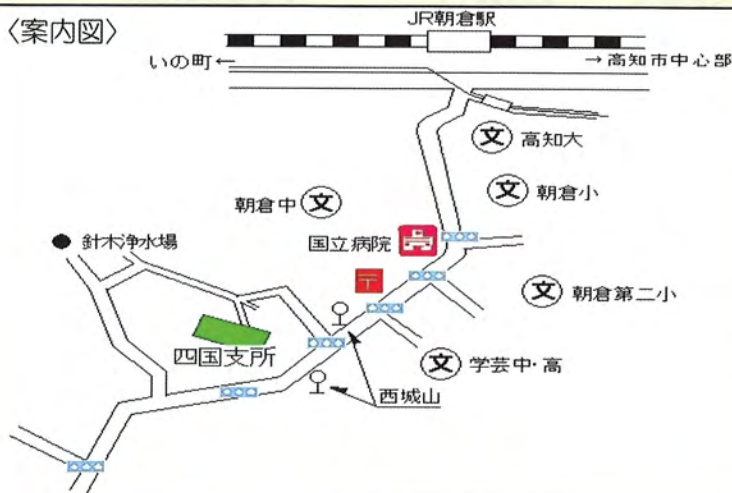 〈案内図〉
JR朝倉駅
いの町←
→高知市中心部
文 高知大
文 朝倉小
朝倉中 文
国立病院
針木浄水場
〒
文 朝倉第二小
四国支所
文 学芸中・高
西城山